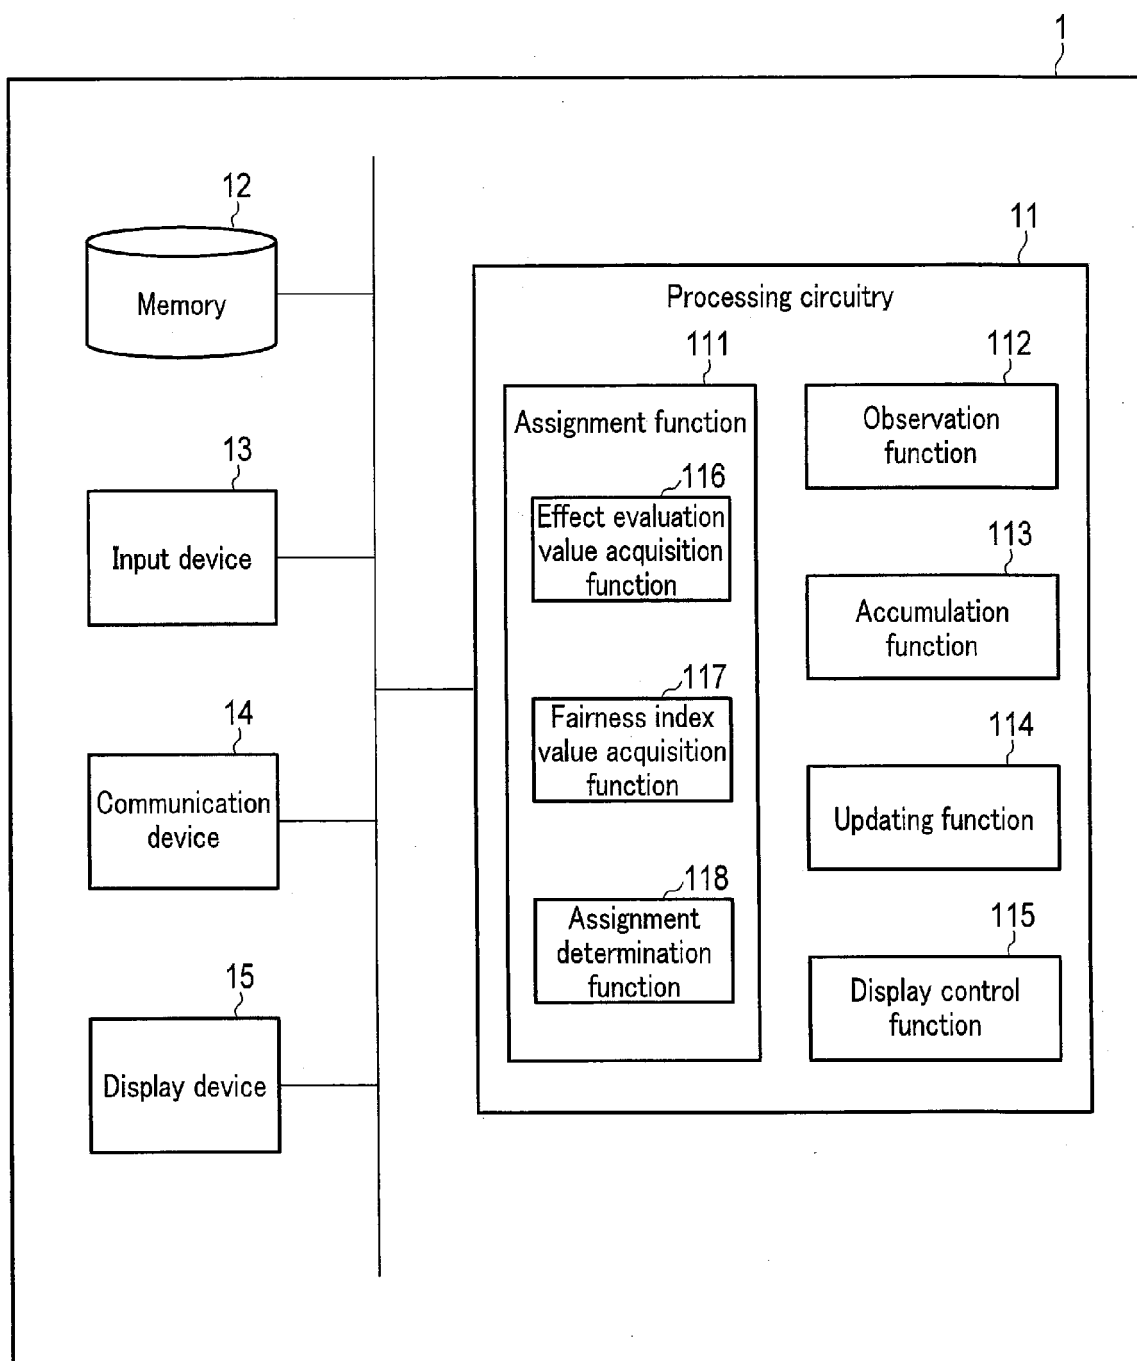 1
12
Memory
13
Input device
14
Communication
device
15
Display device
11
Processing circuitry
111
Assignment function
116
Effect evaluation
value acquisition
function
117
Fairness index
value acquisition
function
118
Assignment
determination
function
112
Observation
function
113
Accumulation
function
114
Updating function
115
Display control
function